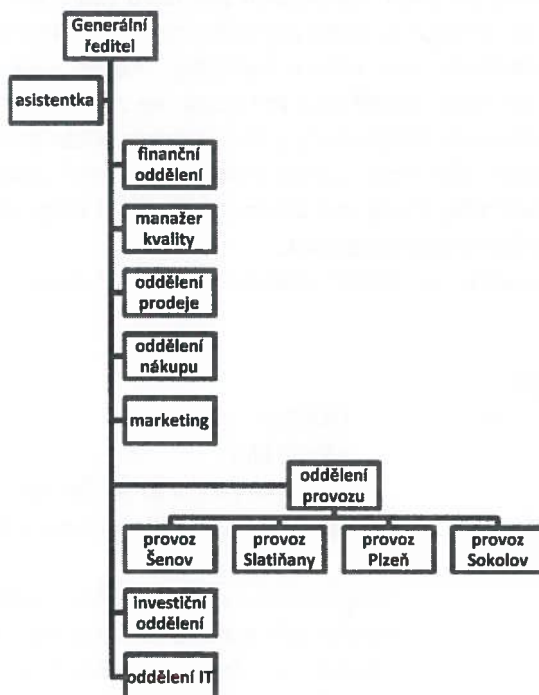 Generální
ředitel
asistentka
finanční
oddělení
manažer
kvality
oddělení
prodeje
oddělení
nákupu
marketing
oddělení
provozu
provoz
Šenov
provoz
Slatiňany
provoz
Plzeň
provoz
Sokolov
investiční
oddělení
oddělení IT